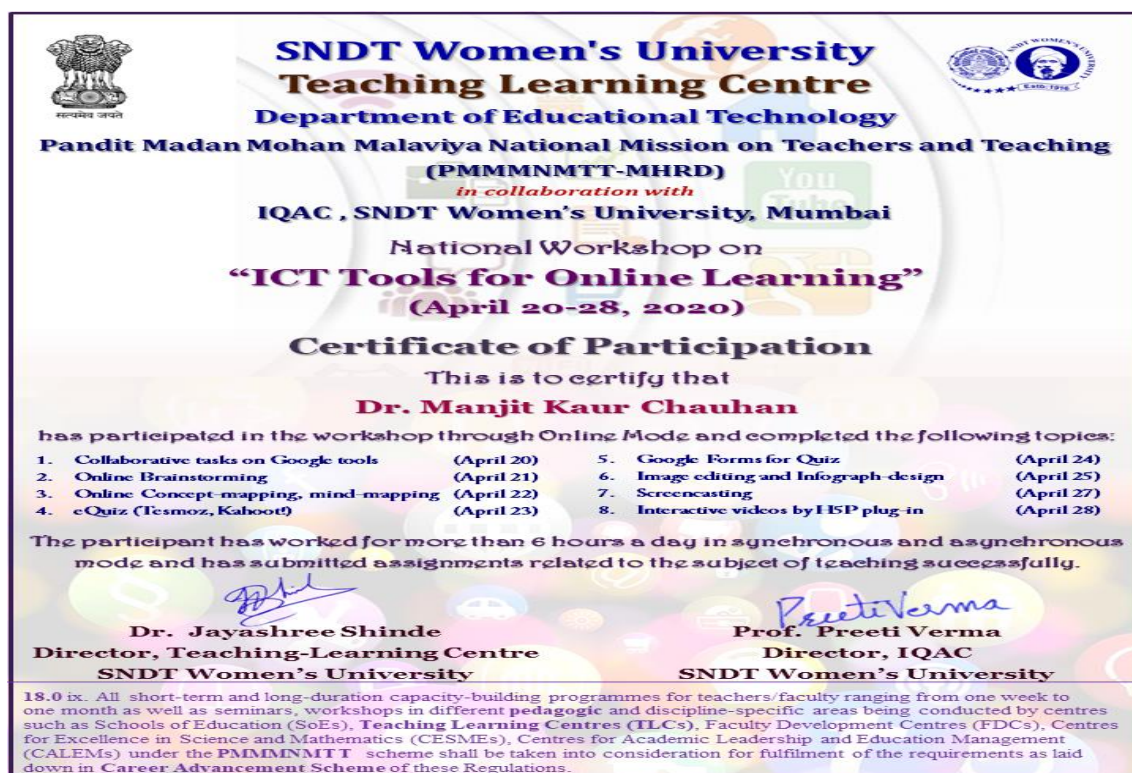 सत्यमेव जयते
SNDT WOMEN'S UNIVERSITY
Estb. 1916
SNDT Women's University
Teaching Learning Centre
Department of Educational Technology
Pandit Madan Mohan Malaviya National Mission on Teachers and Teaching
(PMMMNMTT-MHRD)
in collaboration with
IQAC , SNDT Women's University, Mumbai
You
Tube
National Workshop on
“ICT Tools for Online Learning”
(April 20-28, 2020)
Certificate of Participation
This is to certify that
Dr. Manjit Kaur Chauhan
has participated in the workshop through Online Mode and completed the following topics:
1. Collaborative tasks on Google tools (April 20)
2. Online Brainstorming (April 21)
3. Online Concept-mapping, mind-mapping (April 22)
4. eQuiz (Tesmoz, Kahoot!) (April 23)
5. Google Forms for Quiz (April 24)
6. Image editing and Infograph-design (April 25)
7. Screencasting (April 27)
8. Interactive videos by H5P plug-in (April 28)
The participant has worked for more than 6 hours a day in synchronous and asynchronous
mode and has submitted assignments related to the subject of teaching successfully.
Preeti Verma
Dr. Jayashree Shinde
Director, Teaching-Learning Centre
SNDT Women's University
Prof. Preeti Verma
Director, IQAC
SNDT Women's University
18.0 ix. All short-term and long-duration capacity-building programmes for teachers/faculty ranging from one week to
one month as well as seminars, workshops in different pedagogic and discipline-specific areas being conducted by centres
such as Schools of Education (SoEs), Teaching Learning Centres (TLCs), Faculty Development Centres (FDCs), Centres
for Excellence in Science and Mathematics (CESMEs), Centres for Academic Leadership and Education Management
(CALEMs) under the PMMMNMTT scheme shall be taken into consideration for fulfilment of the requirements as laid
down in Career Advancement Scheme of these Regulations.